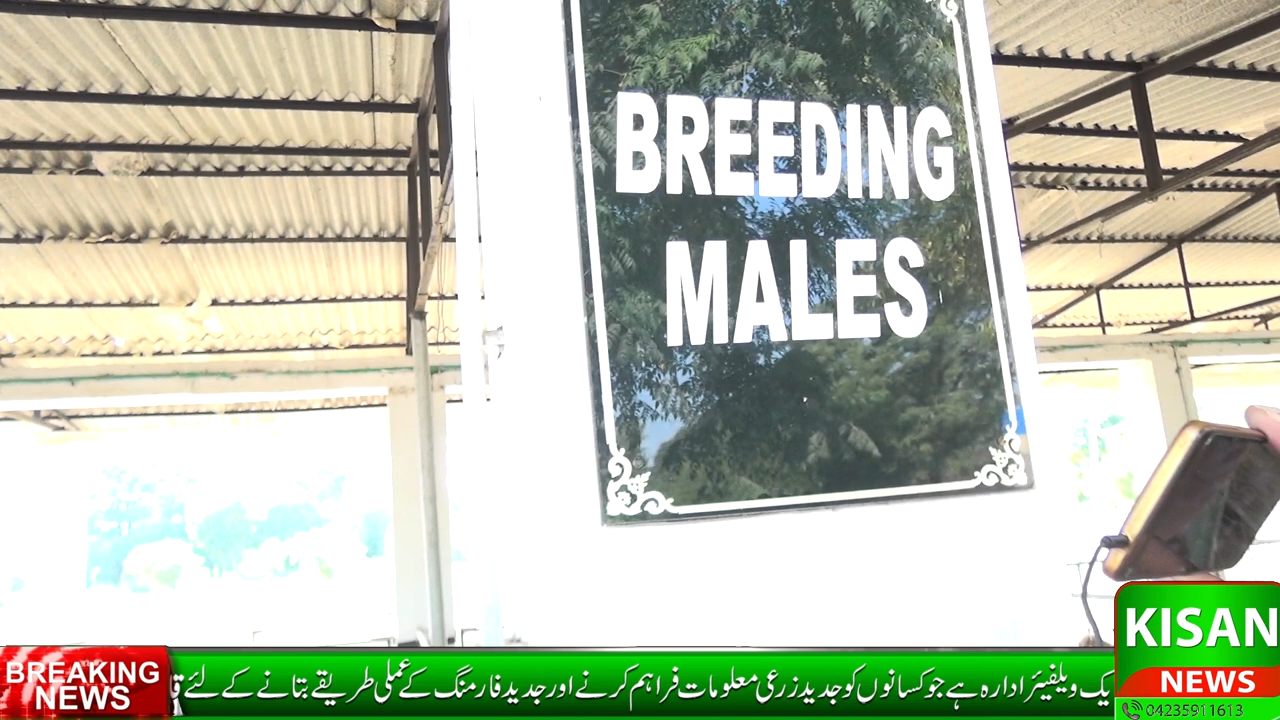 BREEDING
MALES
BREAKING
NEWS
یک ویلفیئر ادارہ ہے جو کسانوں کو جدید زرعی معلومات فراہم کرنے اور جدید فارمنگ کے عملی طریقے بتانے کے لئے
KISAN
NEWS
04235911613